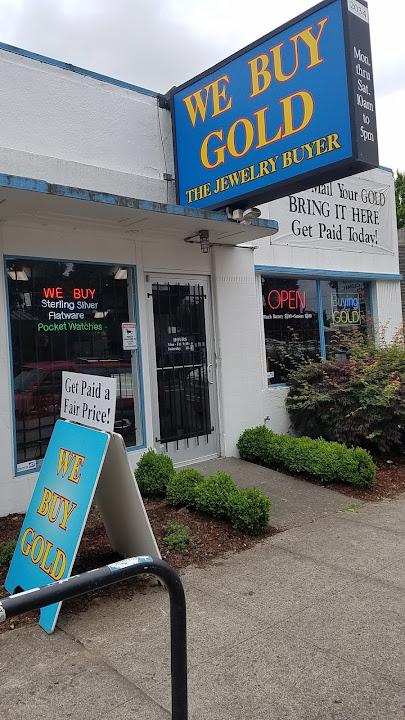 2034
WE BUY
GOLD
THE JEWELRY BUYER
Mon.
thru
Sat.
10am
to
5pm
Mail Your GOLD
BRING IT HERE
Get Paid Today!
WE BUY
Sterling Silver
Flatware
Pocket Watches
HOURS
OPEN
Buying
GOLD
Get Paid a
Fair Price!
WE
BUY
GOLD